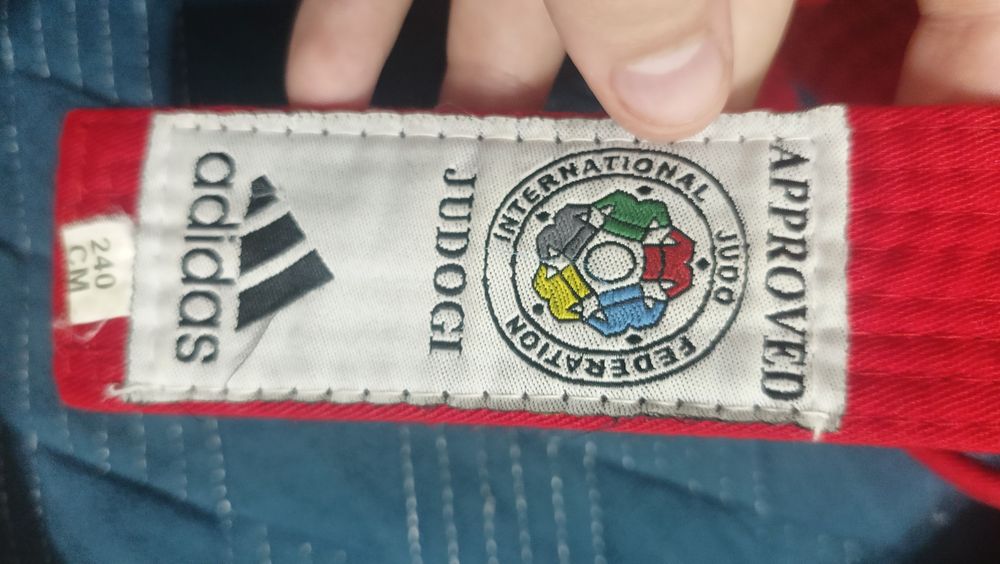 APPROVED
INTERNATIONAL JUDO FEDERATION
JUDOGI
adidas
240
CM